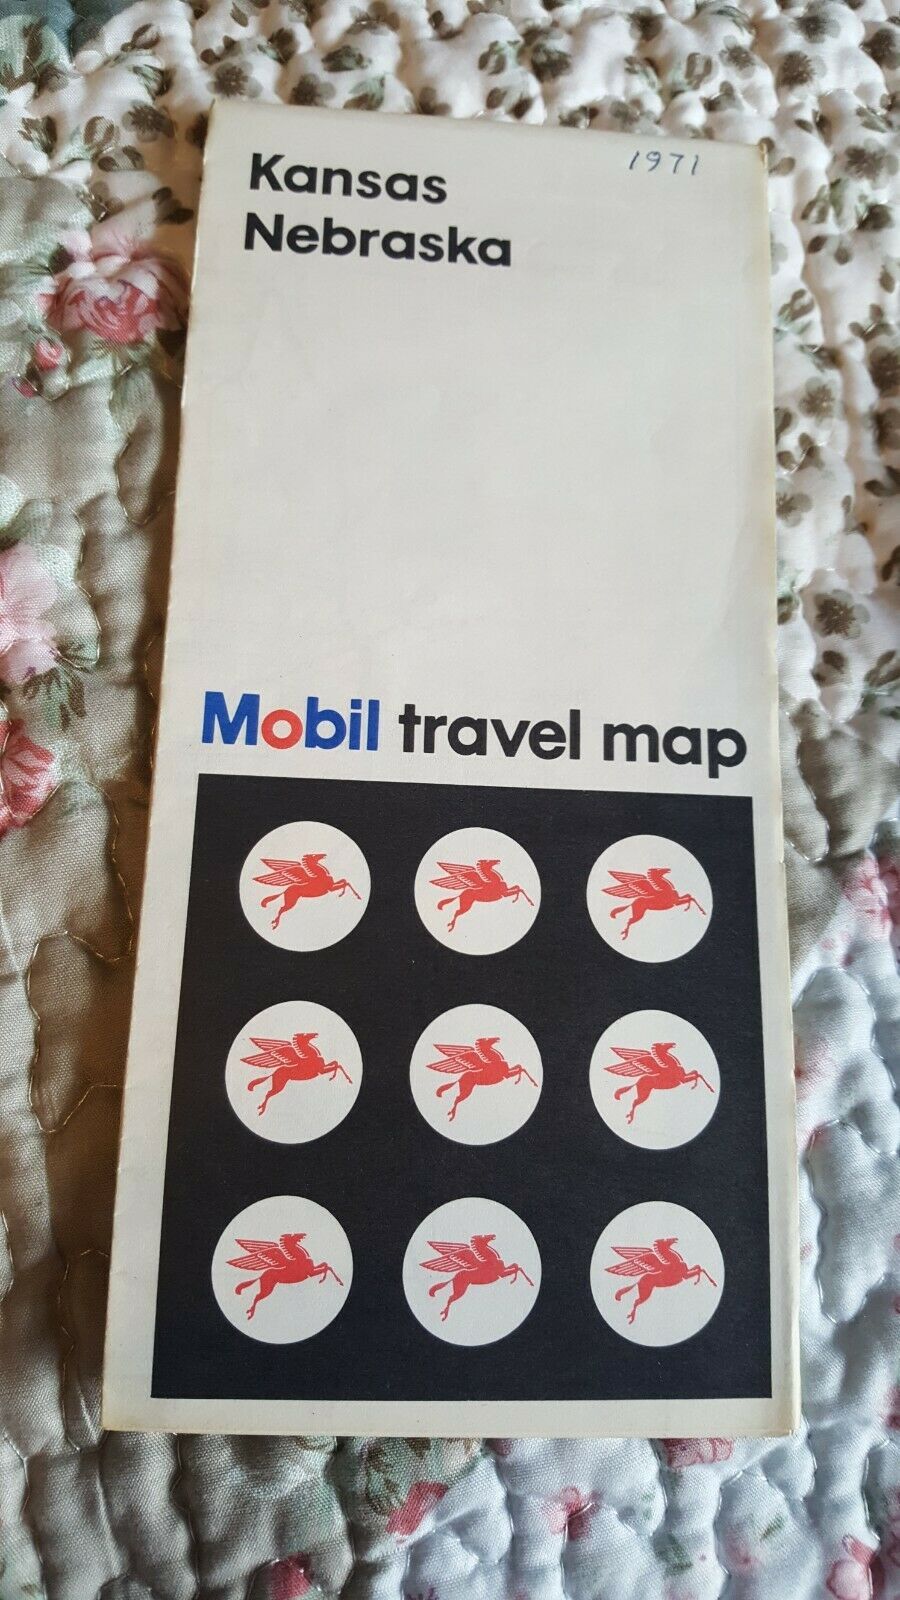 Kansas
1971
Nebraska
Mobil travel map